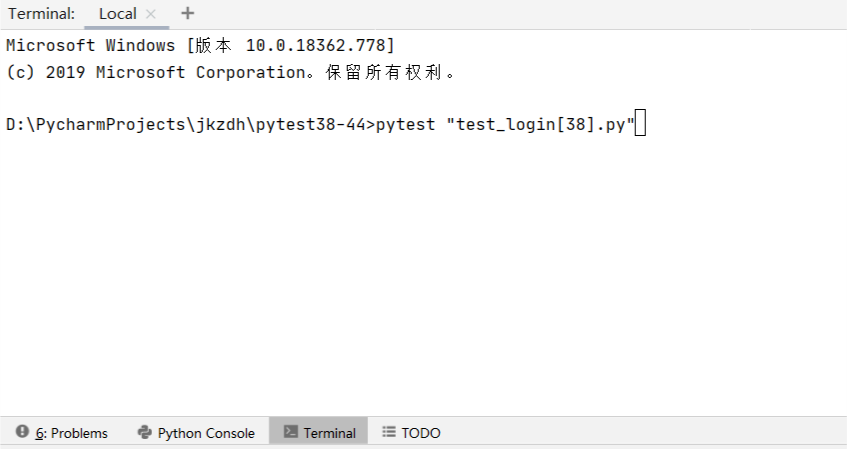 Terminal: Local × +
Microsoft Windows [版本 10.0.18362.778]
(c) 2019 Microsoft Corporation。保留所有权利。
D:\PycharmProjects\jkzdh\pytest38-44>pytest "test_login[38].py"
6: Problems Python Console Terminal TODO